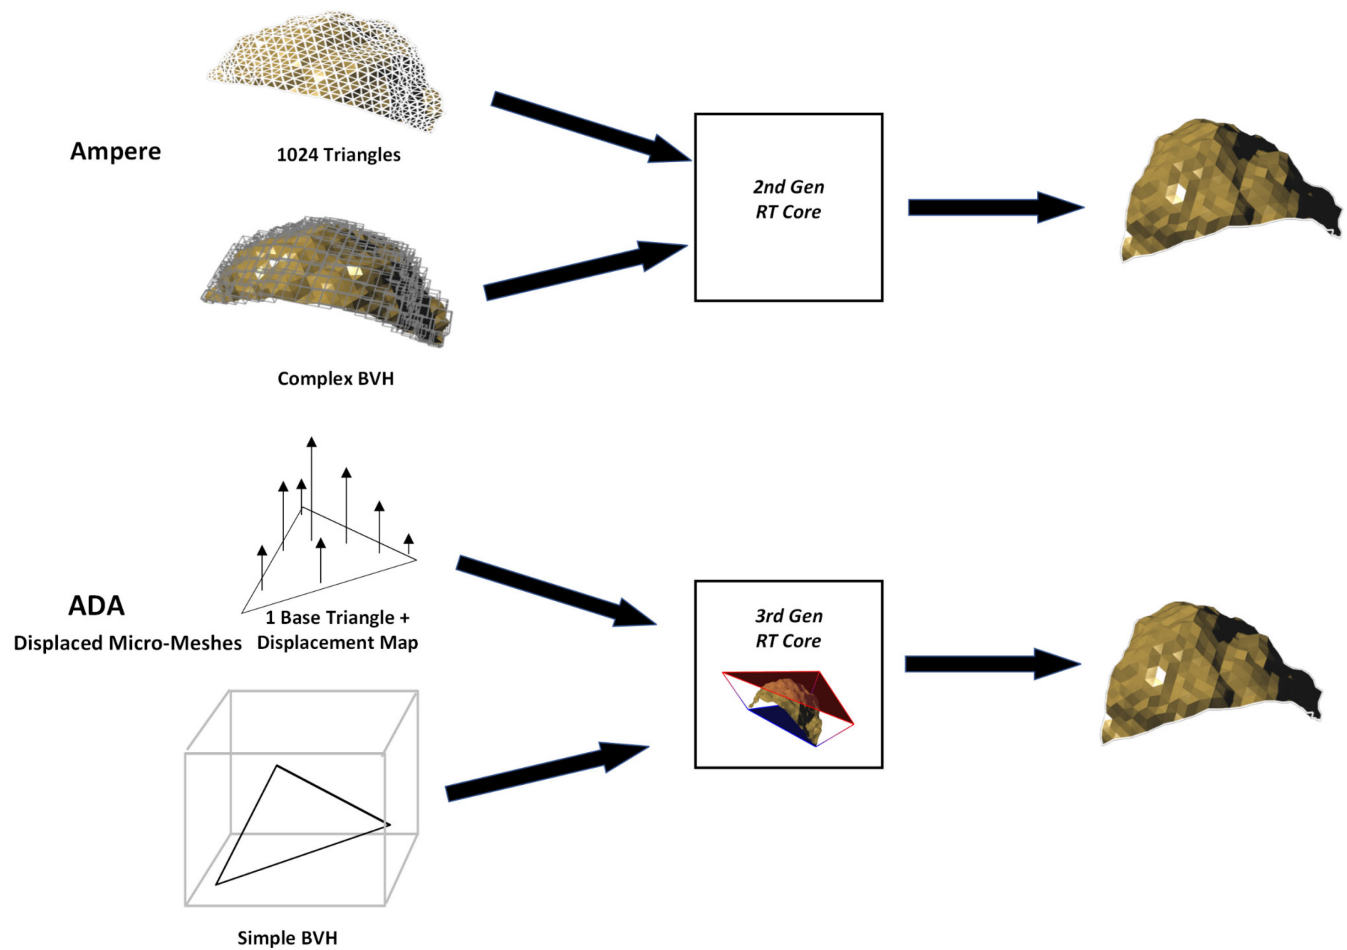 Ampere
1024 Triangles
2nd Gen
RT Core
Complex BVH
ADA
Displaced Micro-Meshes
1 Base Triangle +
Displacement Map
3rd Gen
RT Core
Simple BVH